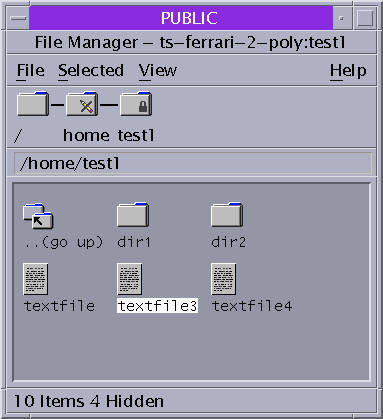 PUBLIC
File Manager – ts-ferrari-2-poly:test1
File Selected View Help
/ home test1
/home/test1
..(go up) dir1 dir2
textfile textfile3 textfile4
10 Items 4 Hidden